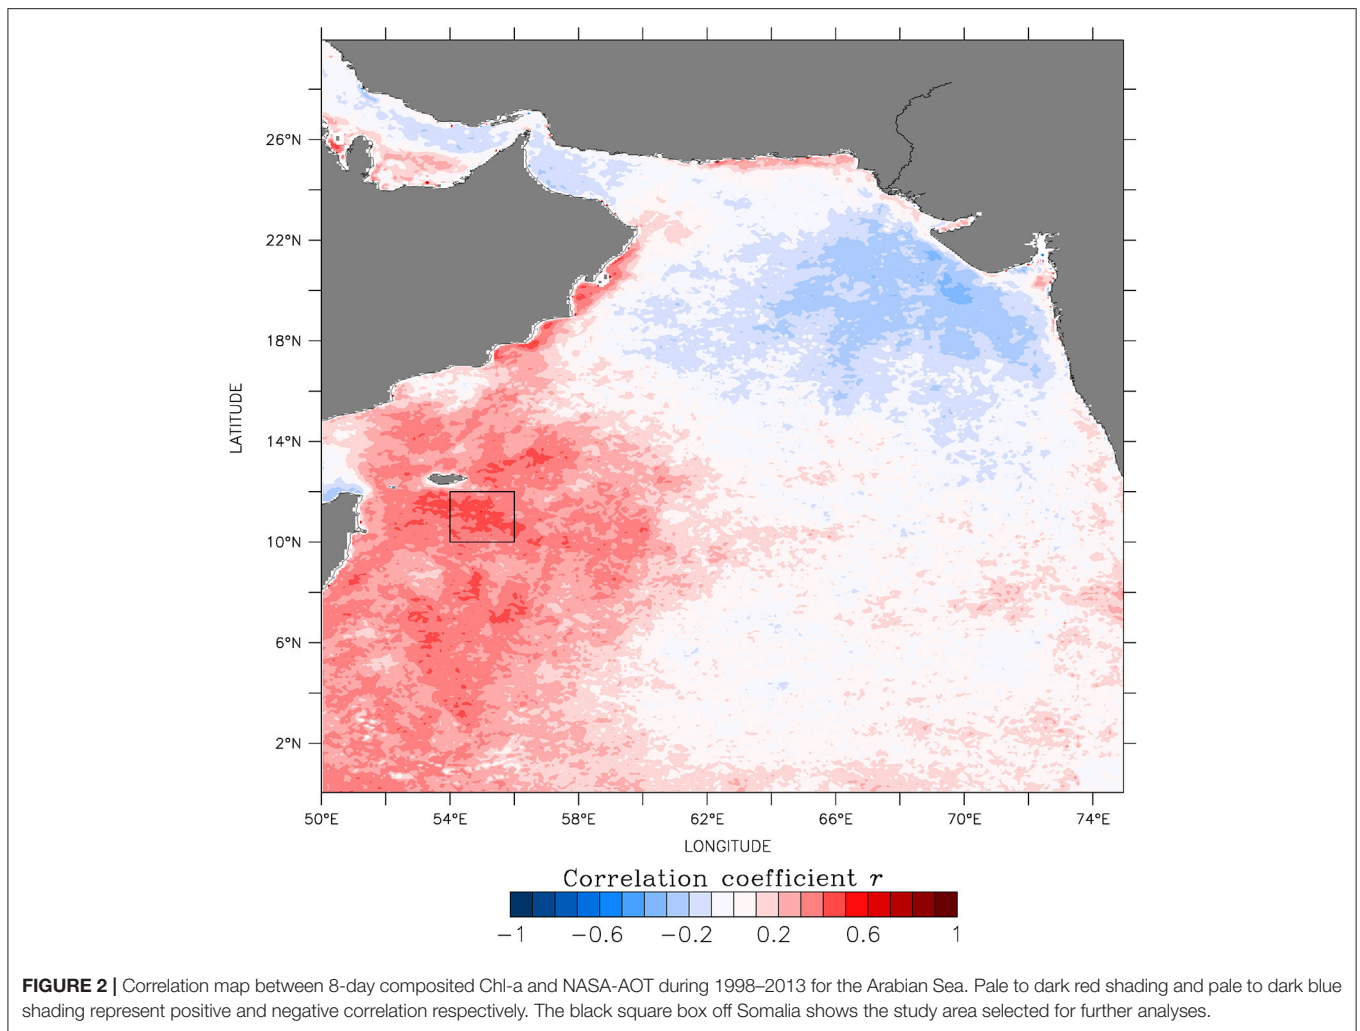 26°N
22°N
18°N
14°N
10°N
6°N
2°N
LATITUDE
50°E 54°E 58°E 62°E 66°E 70°E 74°E
LONGITUDE
Correlation coefficient r
−1 −0.6 −0.2 0.2 0.6 1
FIGURE 2 | Correlation map between 8-day composited Chl-a and NASA-AOT during 1998–2013 for the Arabian Sea. Pale to dark red shading and pale to dark blue
shading represent positive and negative correlation respectively. The black square box off Somalia shows the study area selected for further analyses.